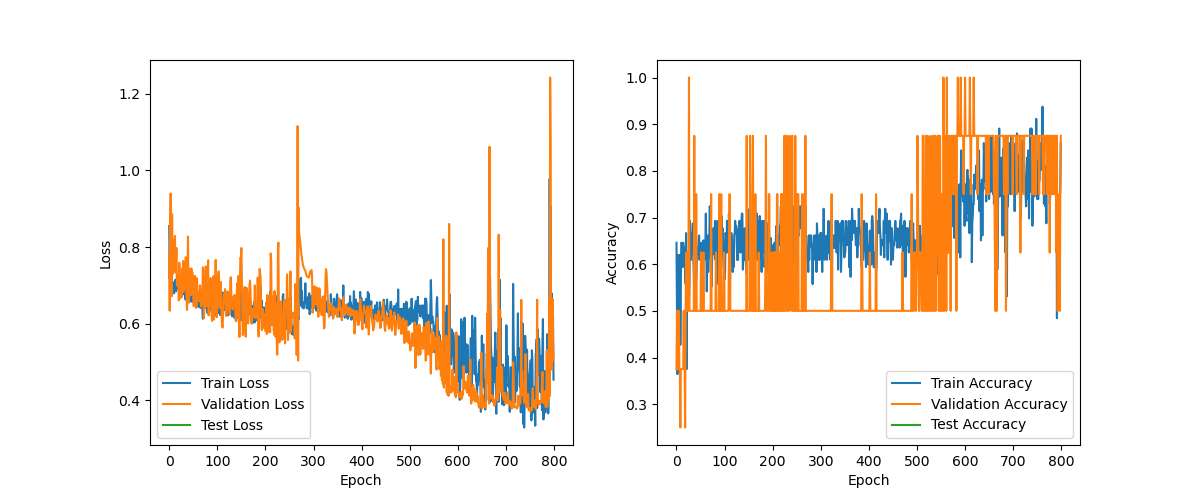 1.2
1.0
0.8
0.6
0.4
Loss
Train Loss
Validation Loss
Test Loss
0 100 200 300 400 500 600 700 800
Epoch
1.0
0.9
0.8
0.7
0.6
0.5
0.4
0.3
Accuracy
Train Accuracy
Validation Accuracy
Test Accuracy
0 100 200 300 400 500 600 700 800
Epoch